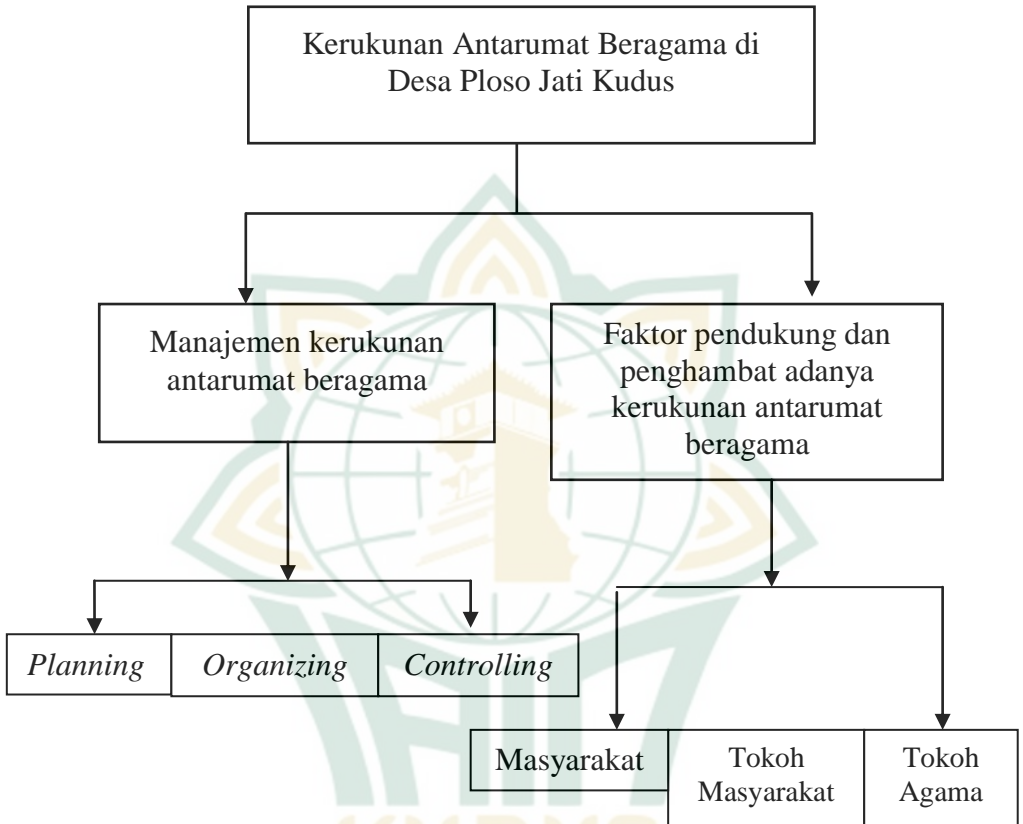 Kerukunan Antarumat Beragama di
Desa Ploso Jati Kudus
Manajemen kerukunan
antarumat beragama
Faktor pendukung dan
penghambat adanya
kerukunan antarumat
beragama
Planning
Organizing
Controlling
Masyarakat
Tokoh
Masyarakat
Tokoh
Agama